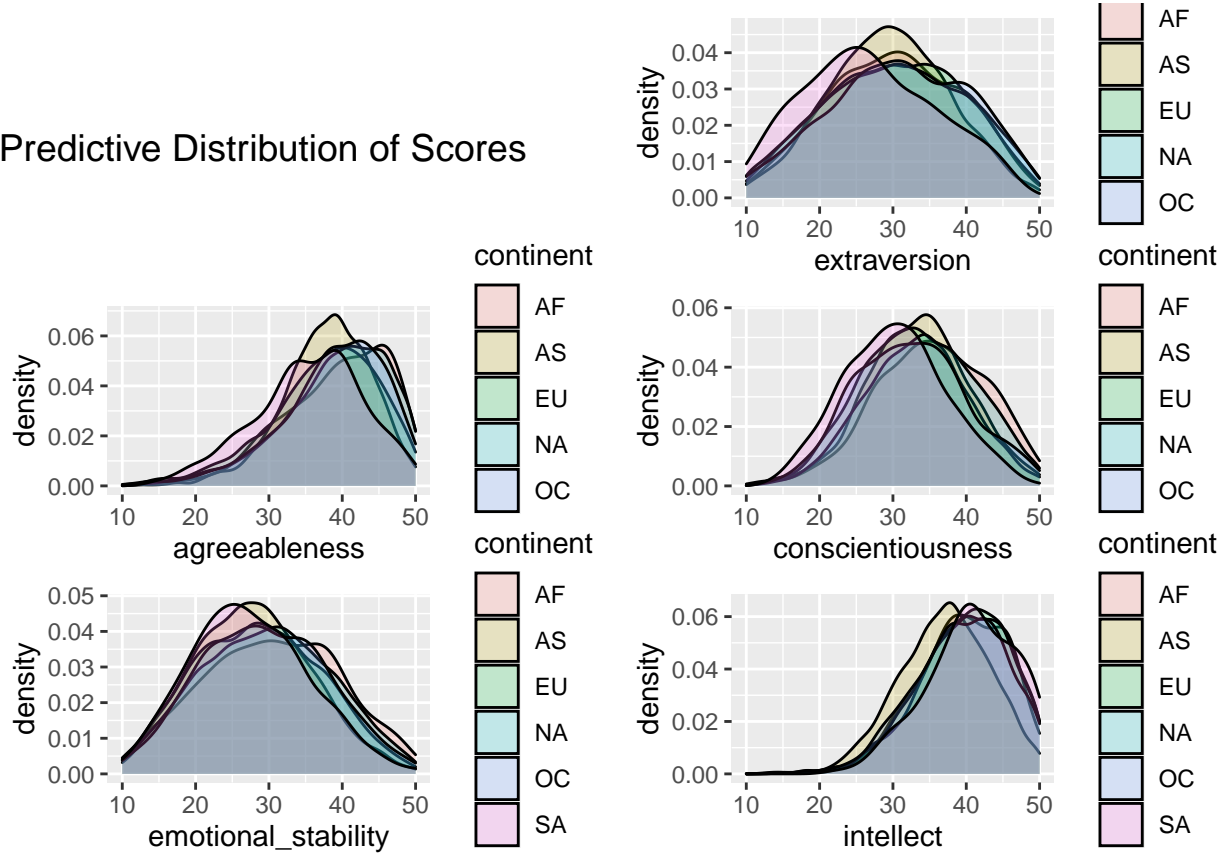 Predictive Distribution of Scores
density
0.04
0.03
0.02
0.01
0.00
10 20 30 40 50
extraversion
AF
AS
EU
NA
OC
density
0.06
0.04
0.02
0.00
10 20 30 40 50
agreeableness
continent
AF
AS
EU
NA
OC
density
0.06
0.04
0.02
0.00
10 20 30 40 50
conscientiousness
continent
AF
AS
EU
NA
OC
density
0.05
0.04
0.03
0.02
0.01
0.00
10 20 30 40 50
emotional_stability
continent
AF
AS
EU
NA
OC
SA
density
0.06
0.04
0.02
0.00
10 20 30 40 50
intellect
continent
AF
AS
EU
NA
OC
SA